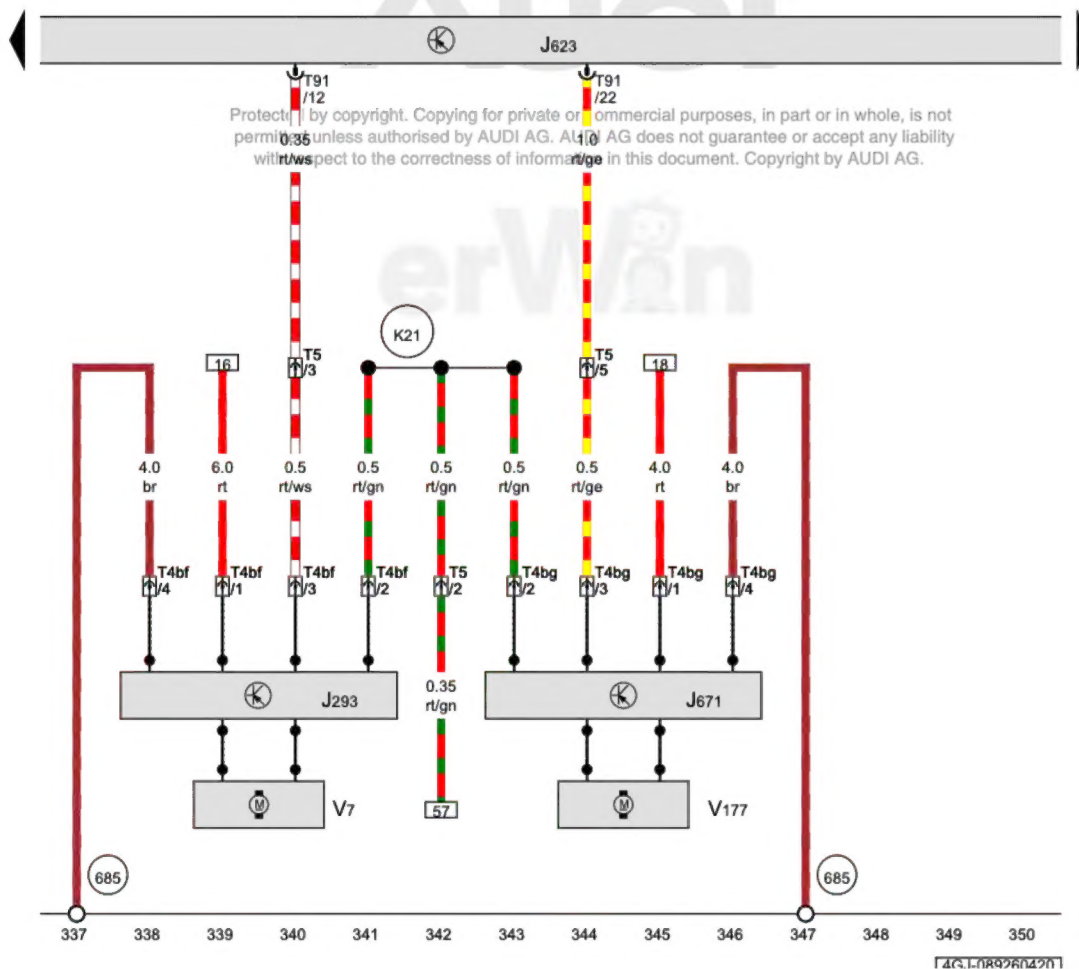 AUDI
J623
T91 T91
/12 /22
Protected by copyright. Copying for private or commercial purposes, in part or in whole, is not
permitted unless authorised by AUDI AG. AUDI AG does not guarantee or accept any liability
with respect to the correctness of information in this document. Copyright by AUDI AG.
0.35 1.0
rt/ws rt/ge
erWin
K21
16 T5 T5 18
/3 /5
4.0 6.0 0.5 0.5 0.5 0.5 0.5 4.0 4.0
br rt rt/ws rt/gn rt/gn rt/gn rt/ge rt br
T4bf T4bf T4bf T4bf T5 T4bg T4bg T4bg T4bg
/4 /1 /3 /2 /2 /2 /3 /1 /4
J293 0.35 J671
rt/gn
M V7 57 M V177
685 685
337 338 339 340 341 342 343 344 345 346 347 348 349 350
4GJ-089260420